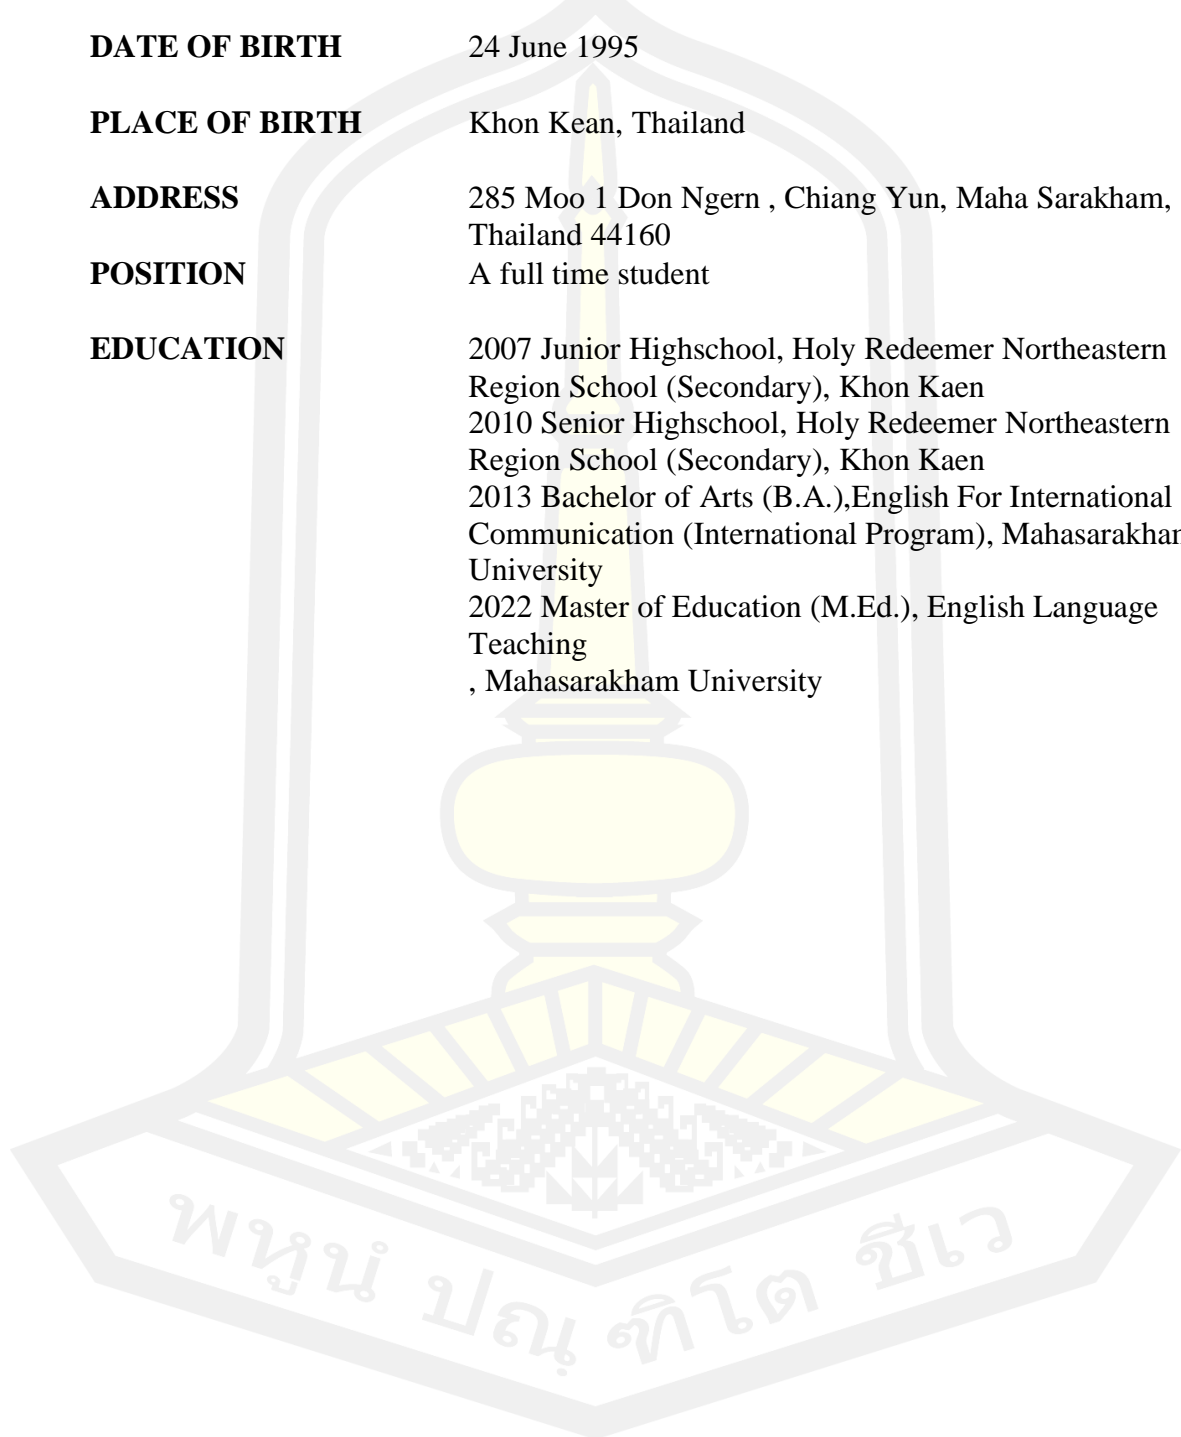 DATE OF BIRTH 24 June 1995
PLACE OF BIRTH Khon Kean, Thailand
ADDRESS 285 Moo 1 Don Ngern , Chiang Yun, Maha Sarakham,
Thailand 44160
POSITION A full time student
EDUCATION 2007 Junior Highschool, Holy Redeemer Northeastern
Region School (Secondary), Khon Kaen
2010 Senior Highschool, Holy Redeemer Northeastern
Region School (Secondary), Khon Kaen
2013 Bachelor of Arts (B.A.),English For International
Communication (International Program),
University
2022 Master of Education (M.Ed.), English Language
Teaching
, Mahasarakham University
พหูนํ ปณฺฑิโต ชีเว